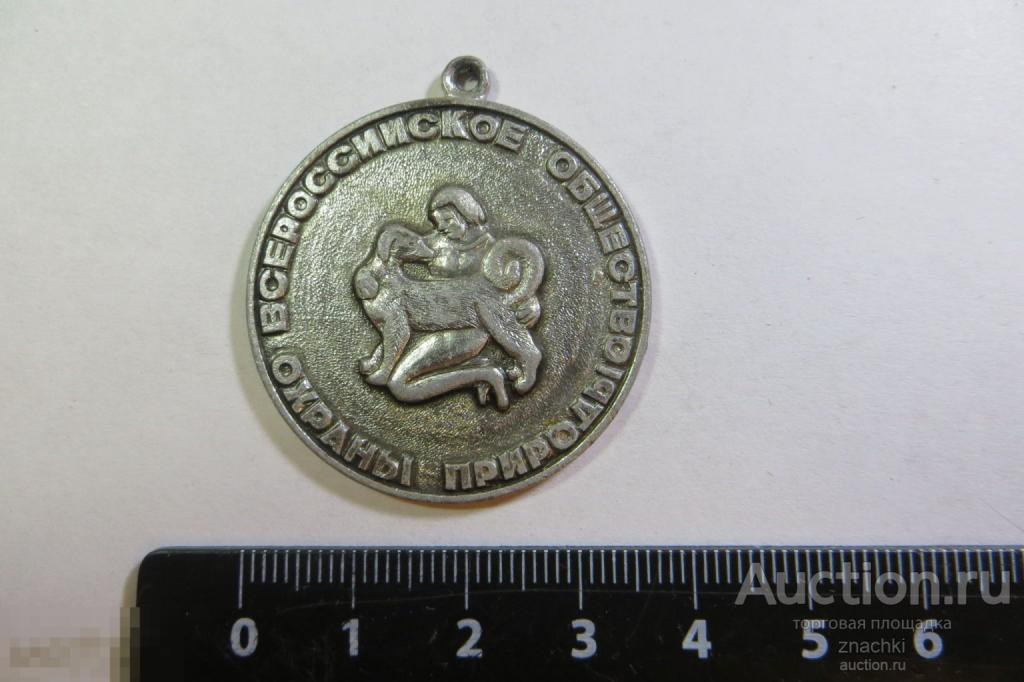 ВСЕРОССИЙСКОЕ ОБЩЕСТВО
ОХРАНЫ ПРИРОДЫ
0 1 2 3 4 5 6
Auction.ru
торговая площадка
znachki
auction.ru